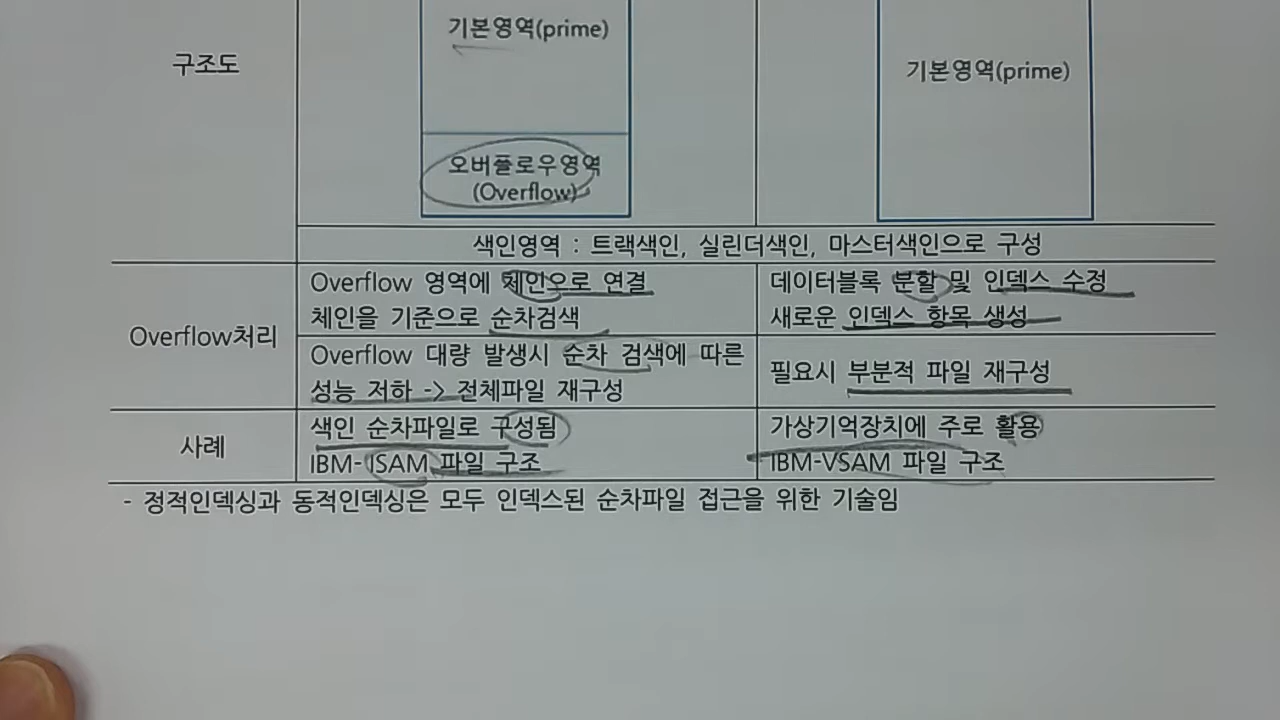 구조도
기본영역(prime)
오버플로우영역
(Overflow)
기본영역(prime)
색인영역 : 트랙색인, 실린더색인, 마스터색인으로 구성
Overflow처리
Overflow 영역에 체인으로 연결
체인을 기준으로 순차검색
데이터블록 분할 및 인덱스 수정
새로운 인덱스 항목 생성
Overflow 대량 발생시 순차 검색에 따른
성능 저하 -> 전체파일 재구성
필요시 부분적 파일 재구성
사례
색인 순차파일로 구성됨
IBM-ISAM 파일 구조
가상기억장치에 주로 활용
IBM-VSAM 파일 구조
- 정적인덱싱과 동적인덱싱은 모두 인덱스된 순차파일 접근을 위한 기술임